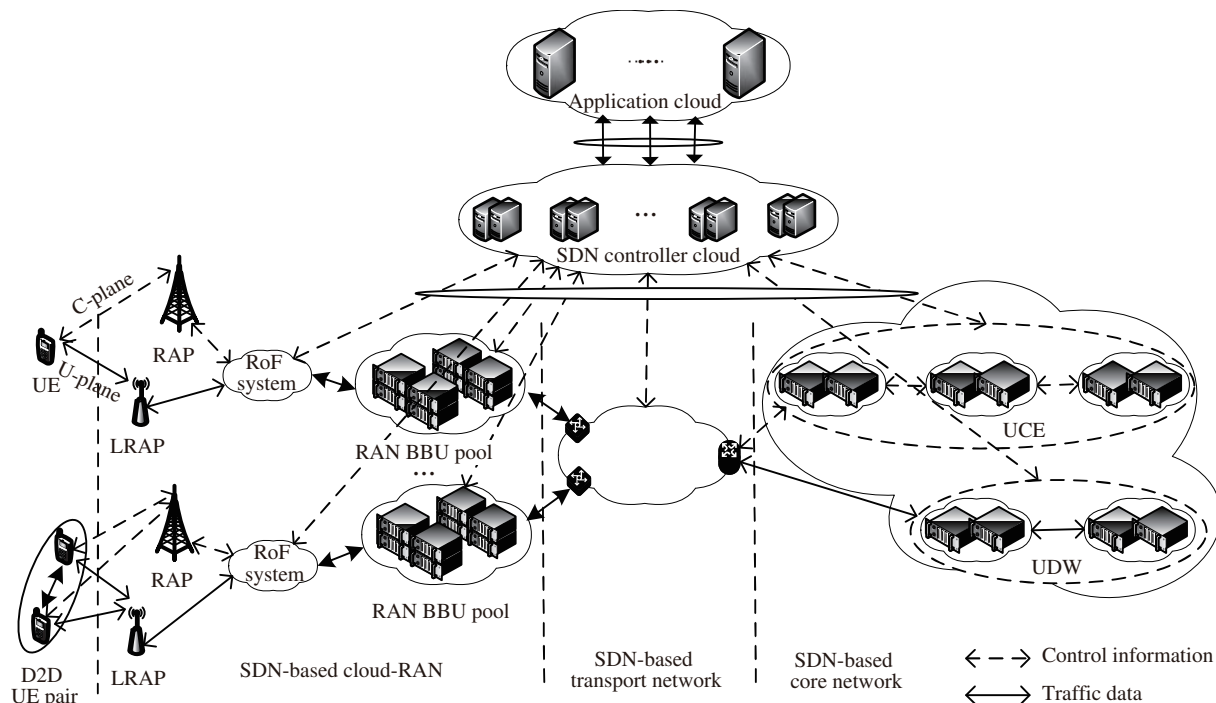 Application cloud
SDN controller cloud
C-plane
U-plane
UE
RAP
LRAP
RoF
system
RAN BBU pool
...
UCE
RAP
RoF
system
RAN BBU pool
UDW
LRAP
D2D
UE pair
SDN-based cloud-RAN
SDN-based
transport network
SDN-based
core network
Control information
Traffic data